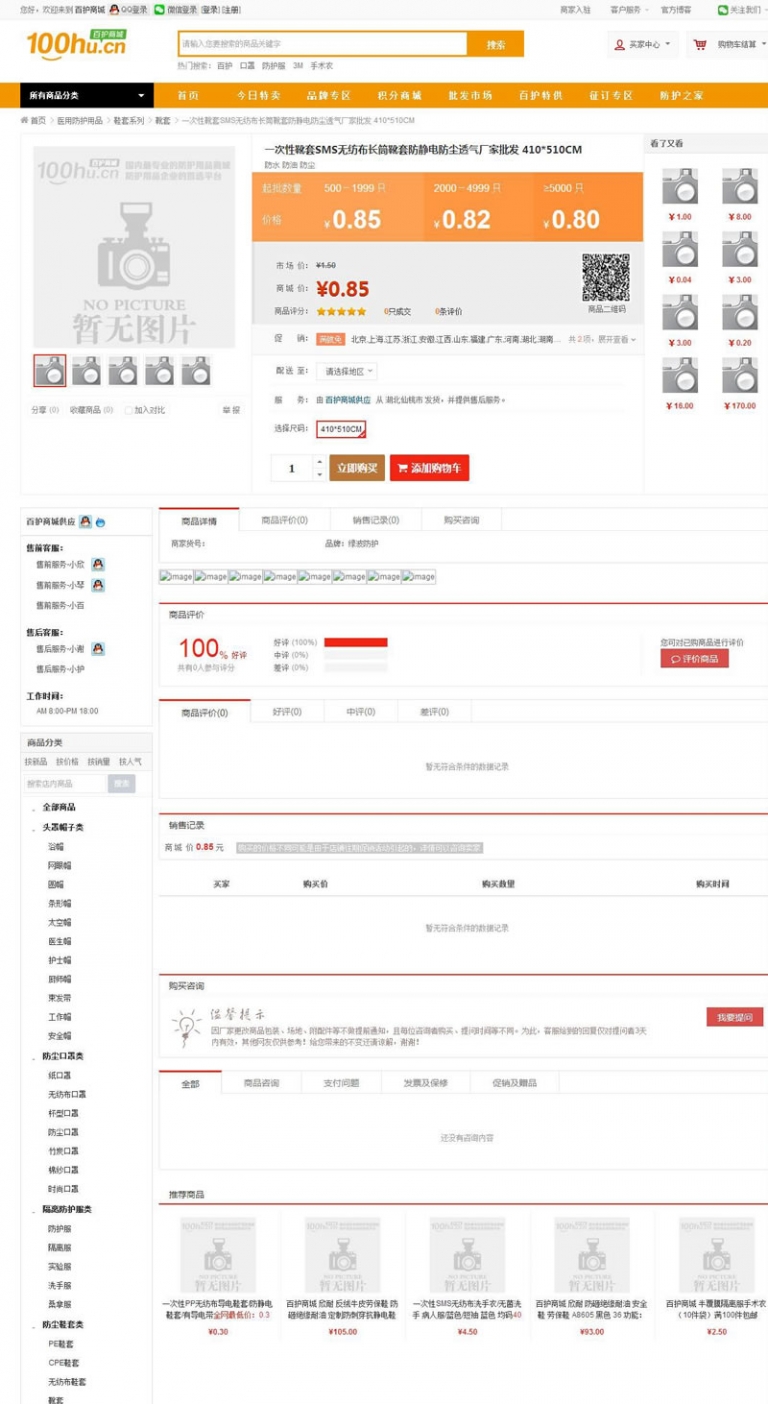 您好，欢迎来到 百护商城 QQ登录 微信登录 [登录] [注册]
商家入驻 客户服务 官方博客 关注我们
100hu.cn 百护商城
请输入您要搜索的商品关键字 搜索
买家中心 购物车结算
热门搜索： 百护 口罩 防护服 3M 手术衣
所有商品分类 首页 今日特卖 品牌专区 积分商城 批发市场 百护特供 征订专区 防护之家
首页 > 医用防护用品 > 鞋套系列 > 靴套 > 一次性靴套SMS无纺布长筒靴套防静电防尘透气厂家批发 410*510CM
100hu.cn 百护商城 国内最专业的防护用品商城
防护用品企业的首选平台
NO PICTURE
暂无图片
分享 (0) 收藏商品 (0) 加入对比 举报
一次性靴套SMS无纺布长筒靴套防静电防尘透气厂家批发 410*510CM
防水 防油 防尘
起批数量 500－1999 只 2000－4999 只 ≥5000 只
价格 ¥0.85 ¥0.82 ¥0.80
市 场 价： ¥1.50
商 城 价： ¥0.85
商品评分： 0只成交 0条评价
商品二维码
促 销： 满就免 北京,上海,江苏,浙江,安徽,江西,山东,福建,广东,河南,湖北,湖南... 共 2 项，展开查看
配 送 至： 请选择地区
服 务： 由 百护商城供应 从 湖北仙桃市 发货，并提供售后服务。
选择尺码： 410*510CM
1 立即购买 添加购物车
看了又看
¥1.00 ¥8.00
¥0.04 ¥3.00
¥3.00 ¥0.20
¥16.00 ¥170.00
百护商城供应
售前客服：
售前服务-小欣
售前服务-小琴
售前服务-小百
售后客服：
售后服务-小谢
售后服务-小护
工作时间：
AM 8:00-PM 18:00
商品分类
按新品 按价格 按销量 按人气
搜索店内商品 搜索
全部商品
头罩帽子类
浴帽
网眼帽
圆帽
条形帽
太空帽
医生帽
护士帽
厨师帽
束发带
工作帽
安全帽
防尘口罩类
纸口罩
无纺布口罩
杯型口罩
防尘口罩
竹炭口罩
棉纱口罩
时尚口罩
隔离防护服类
防护服
隔离服
实验服
洗手服
桑拿服
防尘鞋套类
PE鞋套
CPE鞋套
无纺布鞋套
靴套
商品详情 商品评价(0) 销售记录(0) 购买咨询
商家货号： 品牌：绿波防护
image image image image image image image image
商品评价
100% 好评
共有0人参与评分
好评 (100%)
中评 (0%)
差评 (0%)
您可对已购商品进行评价
评价商品
商品评价(0) 好评(0) 中评(0) 差评(0)
暂无符合条件的数据记录
销售记录
商 城 价 0.85 元 购买的价格不同可能是由于店铺往期促销活动引起的，详情可以咨询卖家
买家 购买价 购买数量 购买时间
暂无符合条件的数据记录
购买咨询
温馨提示
因厂家更改商品包装、场地、附配件等不做提前通知，且每位咨询者购买、提问时间等不同。为此，客服给到的回复仅对提问者3天
内有效，其他网友仅供参考！给您带来的不变还请谅解，谢谢！
我要提问
全部 商品咨询 支付问题 发票及保修 促销及赠品
还没有咨询内容
推荐商品
一次性PP无纺布导电鞋套/防静电
鞋套/有导电带全网最低价：0.3
¥0.30
百护商城 欣耐 反绒牛皮劳保鞋 防
砸绝缘耐油 定制防刺穿抗静电鞋
¥105.00
一次性SMS无纺布洗手衣/无菌洗
手 病人服/蓝色/短袖 蓝色 均码40
¥4.50
百护商城 欣耐 防砸绝缘耐油 安全
鞋 劳保鞋 A8605 黑色 36 功能：
¥93.00
百护商城 半覆膜隔离服手术衣
（10件袋）满100件包邮
¥2.50